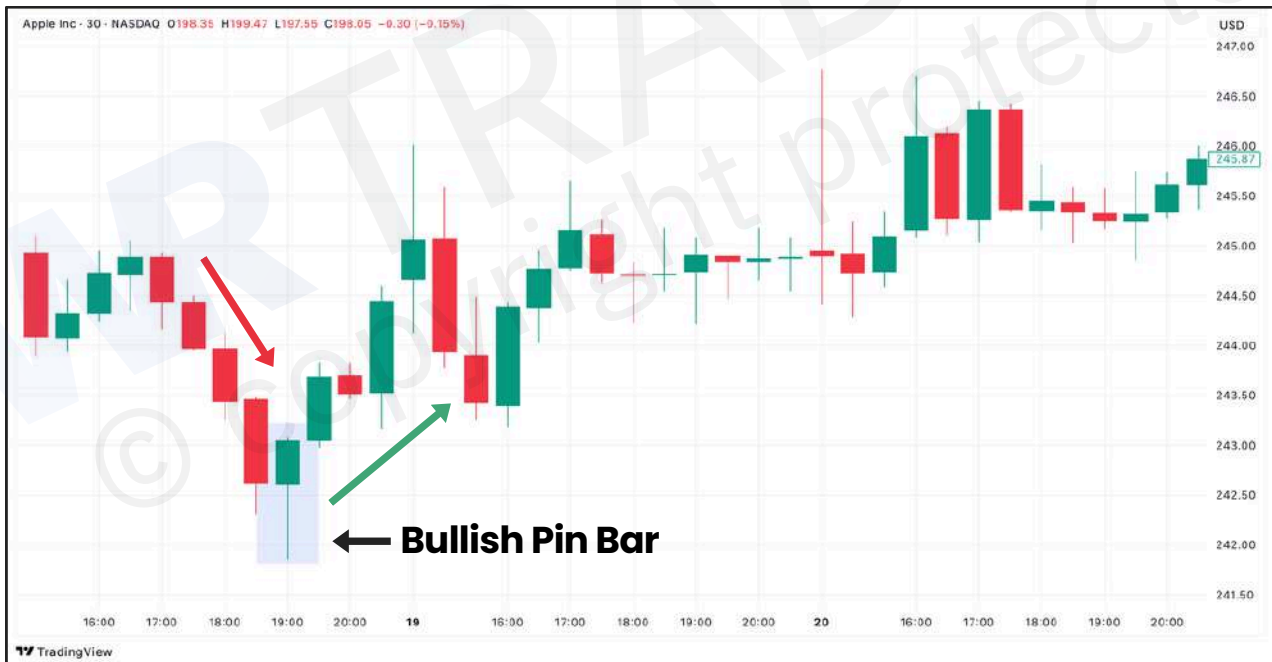 Apple Inc · 30 · NASDAQ O198.35 H199.47 L197.55 C198.05 −0.30 (−0.15%)
USD
247.00
246.50
246.00
245.87
245.50
245.00
244.50
244.00
243.50
243.00
242.50
242.00
241.50
WR TRAD
© copyright protecte
Bullish Pin Bar
16:00 17:00 18:00 19:00 20:00 19 16:00 17:00 18:00 19:00 20:00 20 16:00 17:00 18:00 19:00 20:00
TradingView